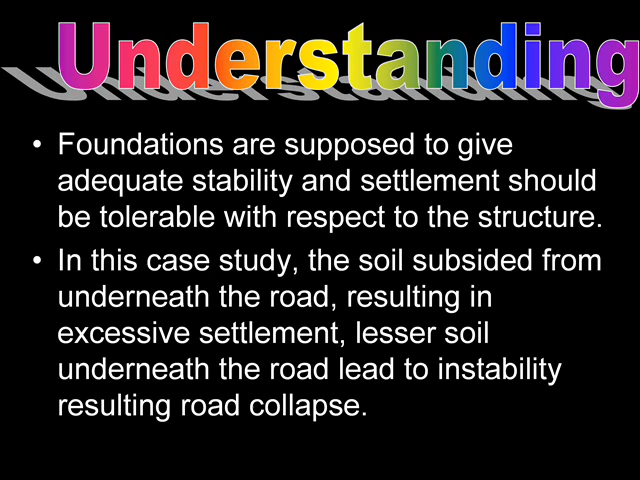 Understanding
• Foundations are supposed to give
adequate stability and settlement should
be tolerable with respect to the structure.
• In this case study, the soil subsided from
underneath the road, resulting in
excessive settlement, lesser soil
underneath the road lead to instability
resulting road collapse.